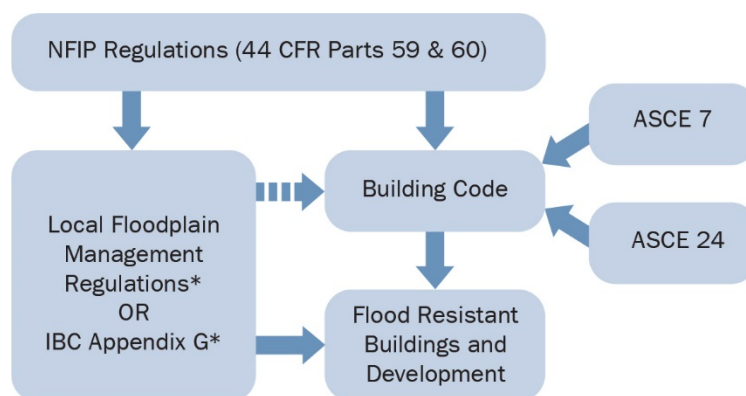 NFIP Regulations (44 CFR Parts 59 & 60)
ASCE 7
Building Code
Local Floodplain
Management
Regulations*
OR
IBC Appendix G*
ASCE 24
Flood Resistant
Buildings and
Development